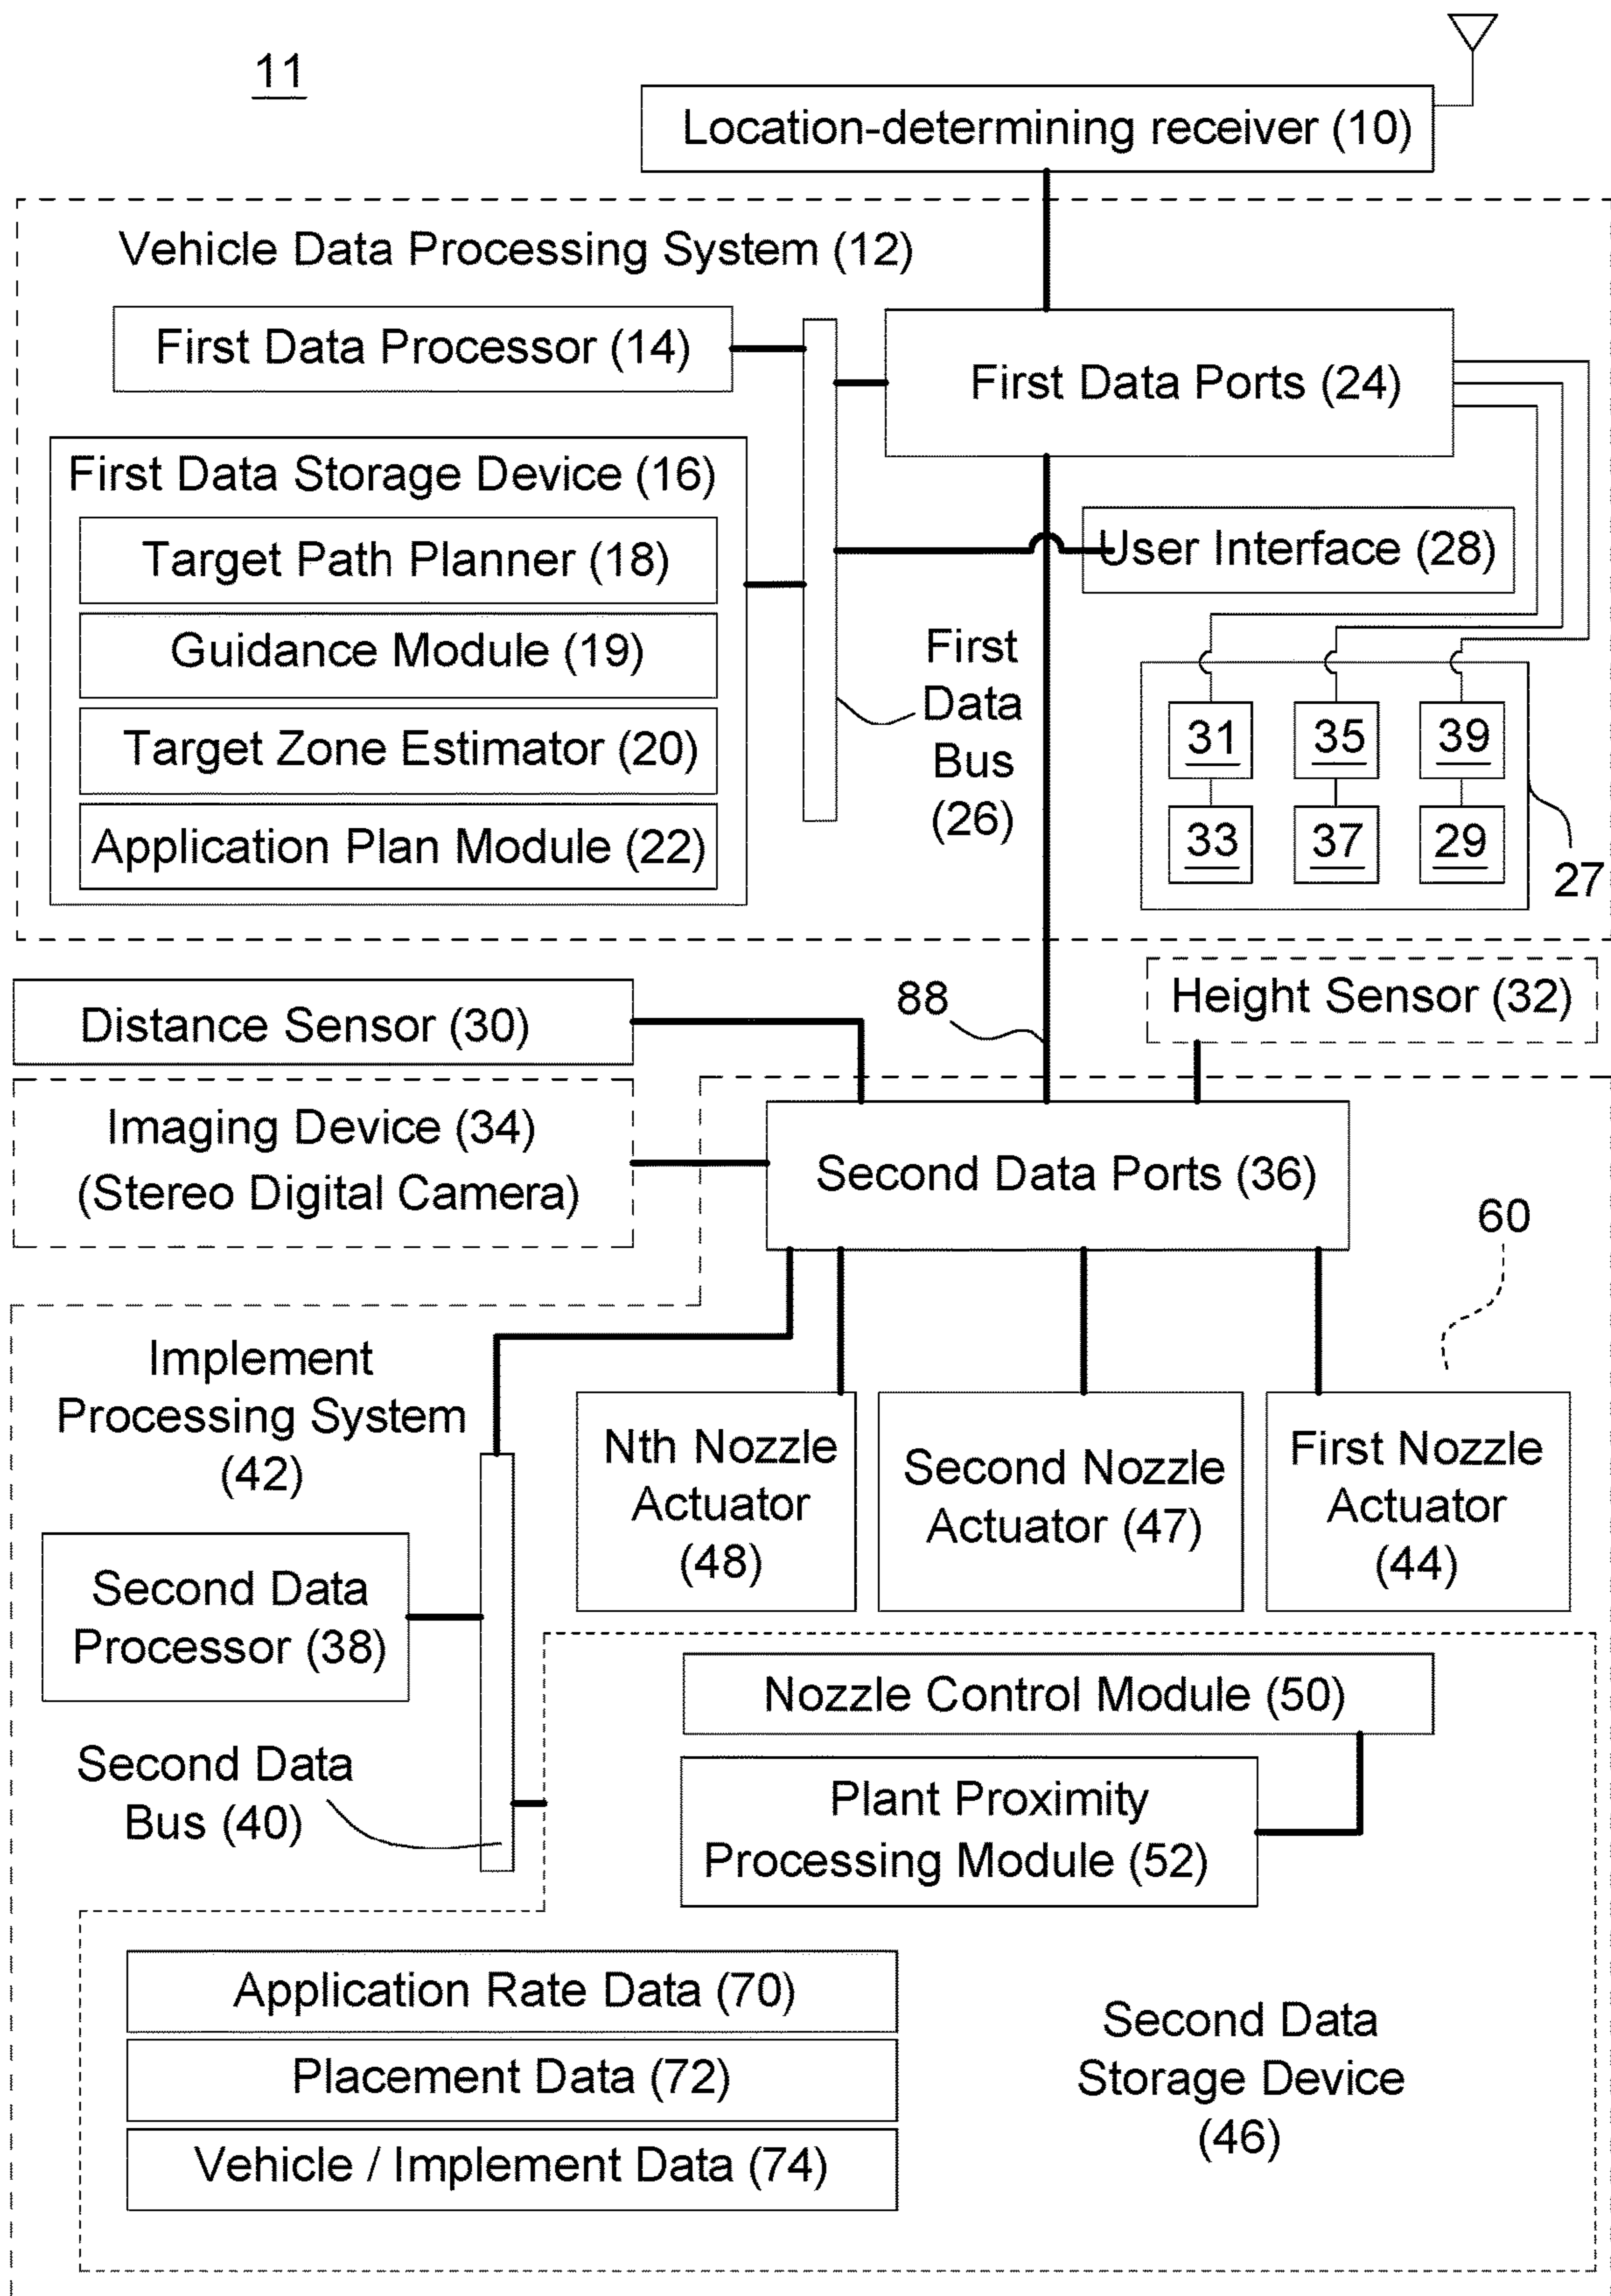 11
Location-determining receiver (10)
Vehicle Data Processing System (12)
First Data Processor (14)
First Data Ports (24)
First Data Storage Device (16)
Target Path Planner (18)
User Interface (28)
Guidance Module (19)
Target Zone Estimator (20)
Application Plan Module (22)
First
Data
Bus
(26)
31
35
39
33
37
29
27
Distance Sensor (30)
88
Height Sensor (32)
Imaging Device (34)
(Stereo Digital Camera)
Second Data Ports (36)
60
Implement
Processing System
(42)
Nth Nozzle
Actuator
(48)
Second Nozzle
Actuator (47)
First Nozzle
Actuator
(44)
Second Data
Processor (38)
Nozzle Control Module (50)
Second Data
Bus (40)
Plant Proximity
Processing Module (52)
Application Rate Data (70)
Placement Data (72)
Vehicle / Implement Data (74)
Second Data
Storage Device
(46)